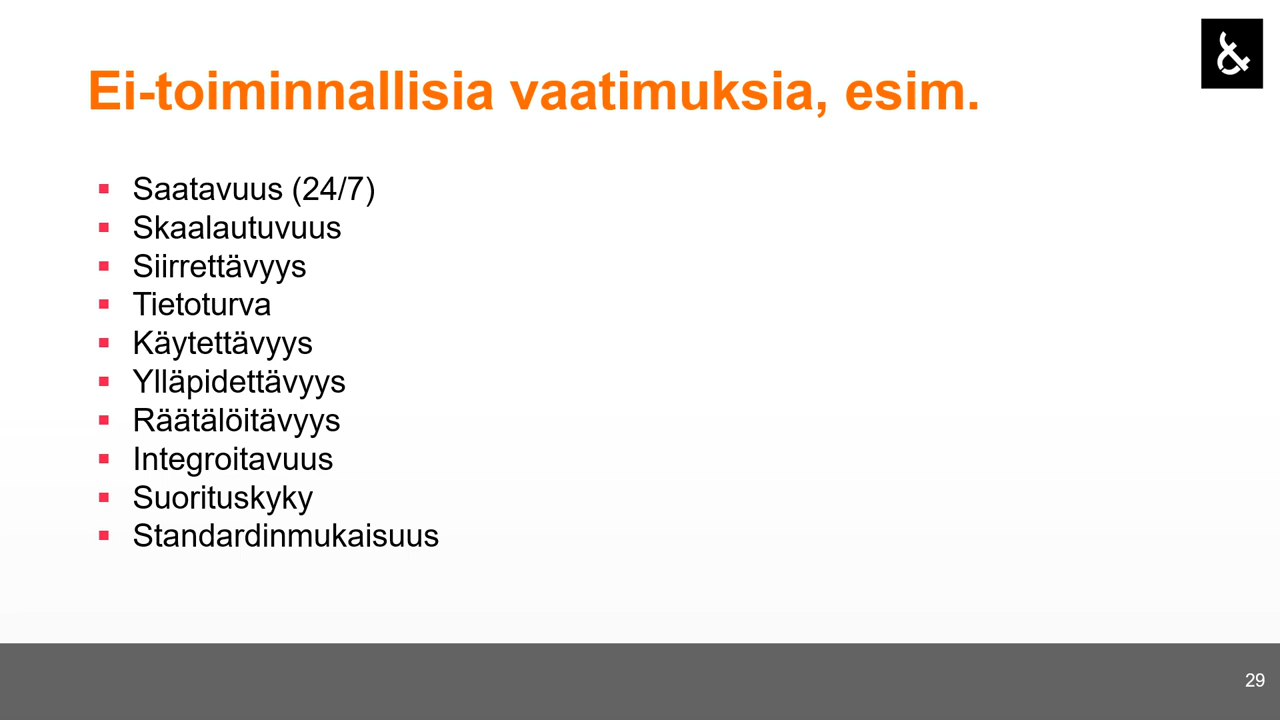 Ei-toiminnallisia vaatimuksia, esim.
&
▪ Saatavuus (24/7)
▪ Skaalautuvuus
▪ Siirrettävyys
▪ Tietoturva
▪ Käytettävyys
▪ Ylläpidettävyys
▪ Räätälöitävyys
▪ Integroitavuus
▪ Suorituskyky
▪ Standardinmukaisuus
29